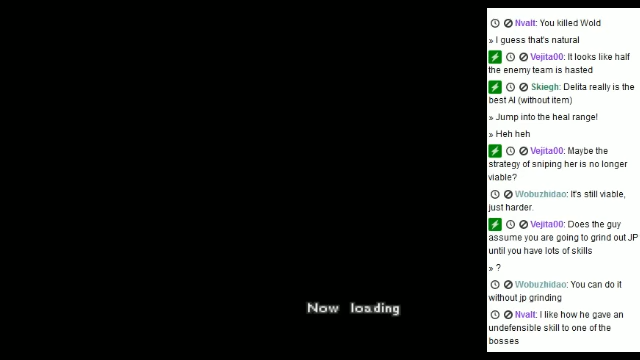 Now loading
Nvalt: You killed Wold
» I guess that's natural
Vejita00: It looks like half
the enemy team is hasted
Skiegh: Delita really is the
best AI (without item)
» Jump into the heal range!
» Heh heh
Vejita00: Maybe the
strategy of sniping her is no longer
viable?
Wobuzhidao: It's still viable,
just harder.
Vejita00: Does the guy
assume you are going to grind out JP
until you have lots of skills
» ?
Wobuzhidao: You can do it
without jp grinding
Nvalt: I like how he gave an
undefensible skill to one of the
bosses